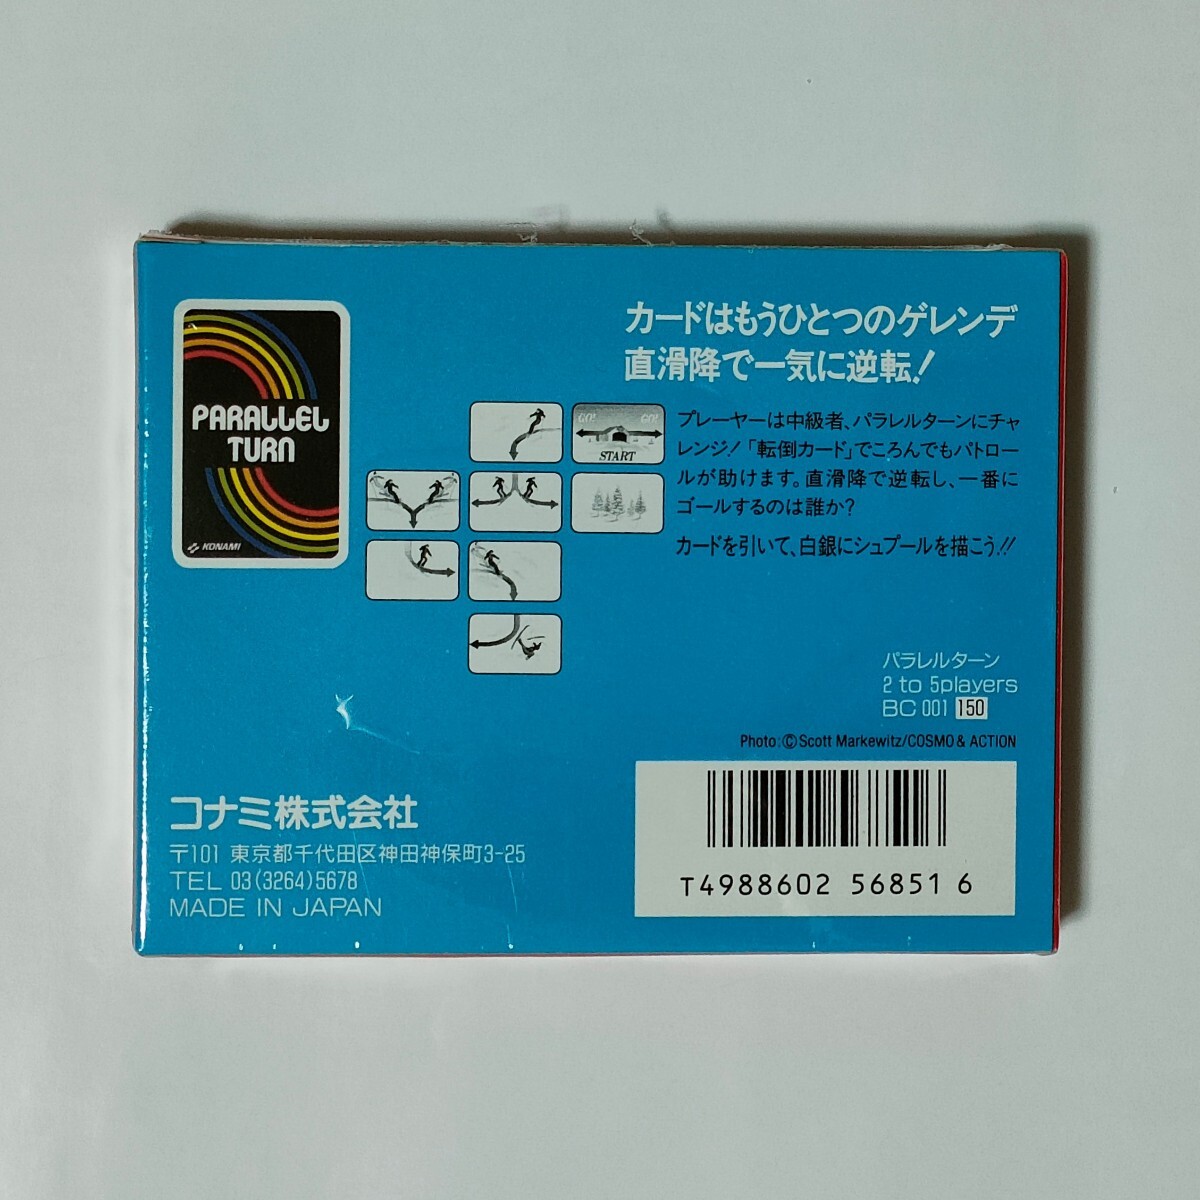 PARALLEL
TURN
KONAMI
カードはもうひとつのゲレンデ
直滑降で一気に逆転!
GO! GO!
START
プレーヤーは中級者、パラレルターンにチャ
レンジ!「転倒カード」でころんでもパトロー
ルが助けます。直滑降で逆転し、一番に
ゴールするのは誰か?
カードを引いて、白銀にシュプールを描こう!!
パラレルターン
2 to 5players
BC 001 150
Photo:©Scott Markewitz/COSMO & ACTION
コナミ株式会社
〒101 東京都千代田区神田神保町3-25
TEL 03(3264)5678
MADE IN JAPAN
T4988602 568516